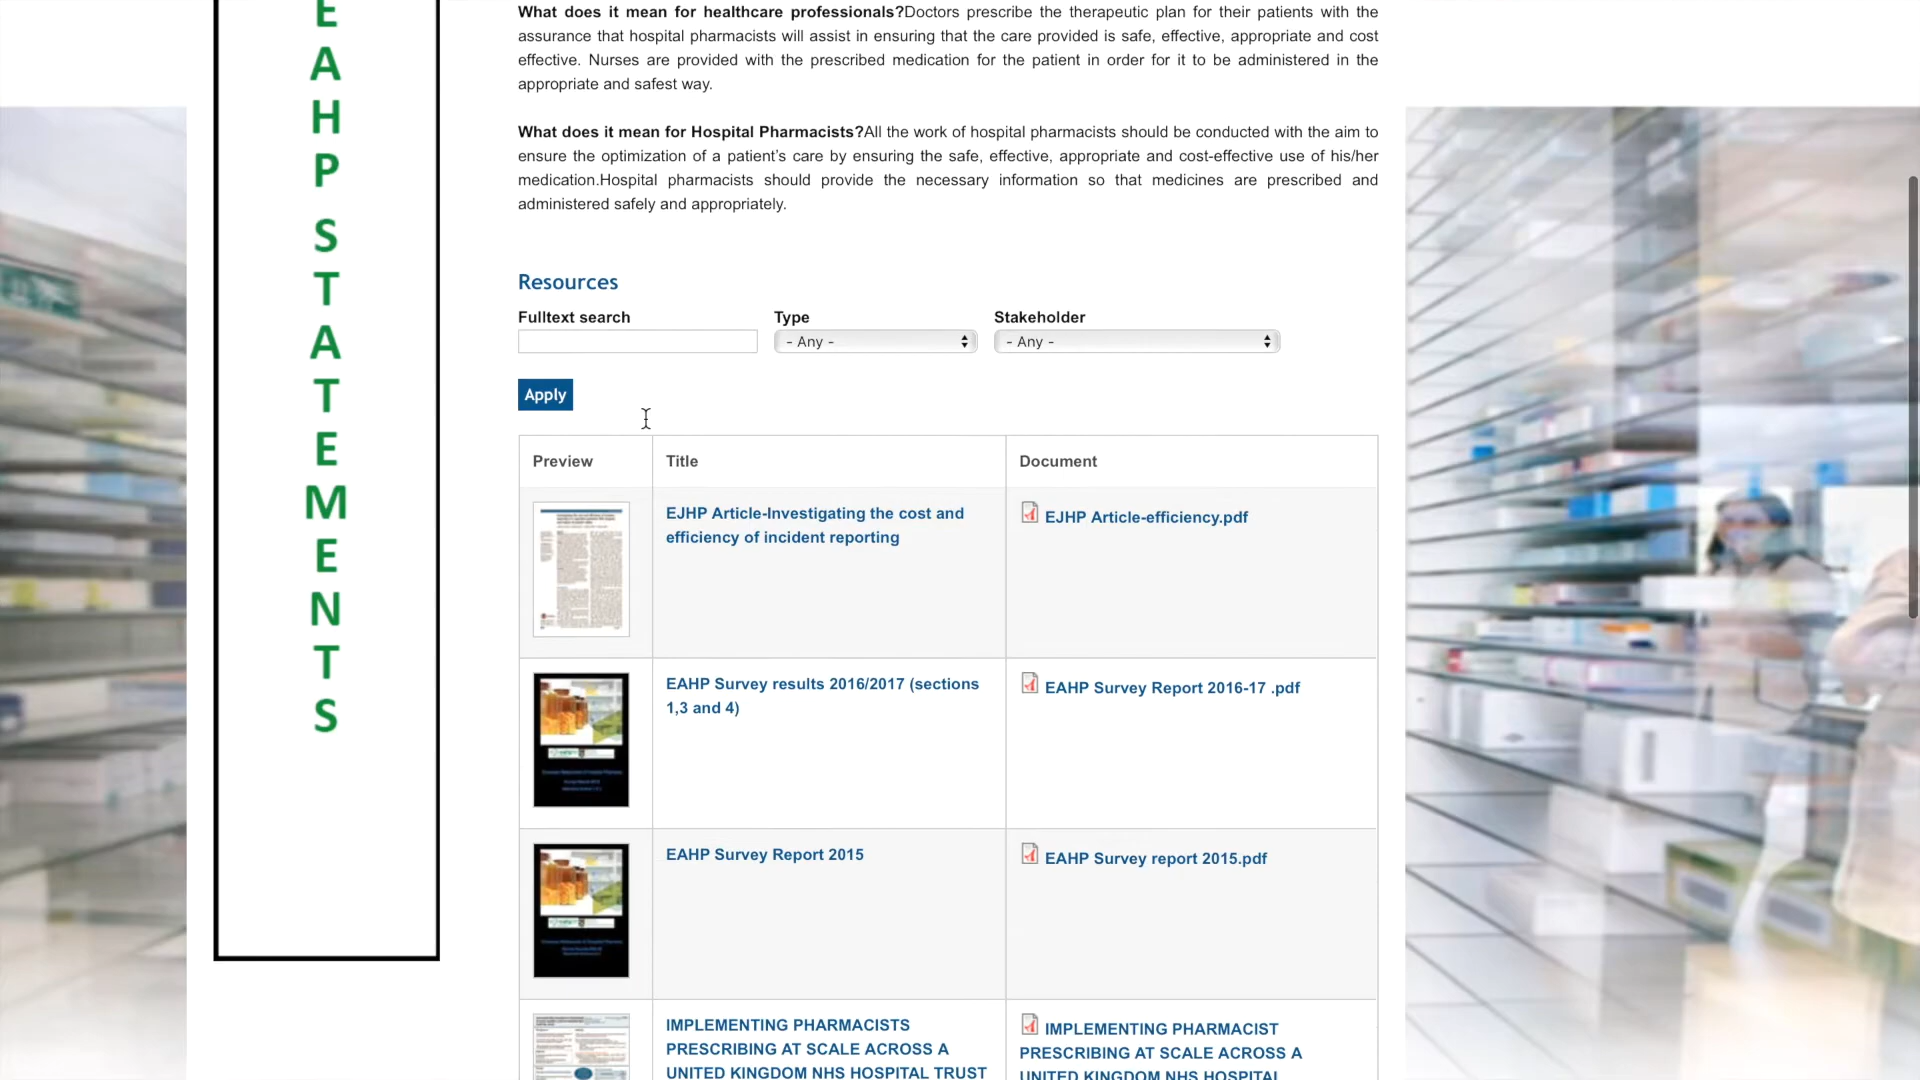 E
A
H
P
S
T
A
T
E
M
E
N
T
S
What does it mean for healthcare professionals?Doctors prescribe the therapeutic plan for their patients with the
assurance that hospital pharmacists will assist in ensuring that the care provided is safe, effective, appropriate and cost
effective. Nurses are provided with the prescribed medication for the patient in order for it to be administered in the
appropriate and safest way.
What does it mean for Hospital Pharmacists?All the work of hospital pharmacists should be conducted with the aim to
ensure the optimization of a patient's care by ensuring the safe, effective, appropriate and cost-effective use of his/her
medication.Hospital pharmacists should provide the necessary information so that medicines are prescribed and
administered safely and appropriately.
Resources
Fulltext search Type Stakeholder
- Any - - Any -
Apply
Preview Title Document
EJHP Article-Investigating the cost and
efficiency of incident reporting
EJHP Article-efficiency.pdf
EAHP Survey results 2016/2017 (sections
1,3 and 4)
EAHP Survey Report 2016-17 .pdf
EAHP Survey Report 2015
EAHP Survey report 2015.pdf
IMPLEMENTING PHARMACISTS
PRESCRIBING AT SCALE ACROSS A
UNITED KINGDOM NHS HOSPITAL TRUST
IMPLEMENTING PHARMACIST
PRESCRIBING AT SCALE ACROSS A
UNITED KINGDOM NHS HOSPITAL